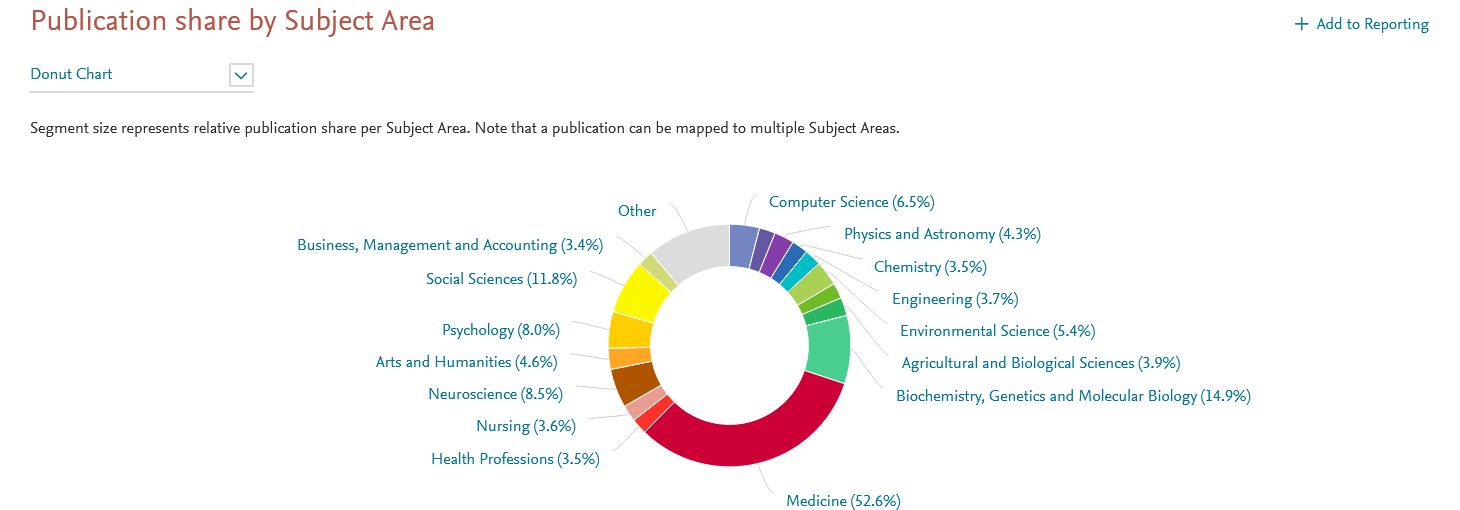 Publication share by Subject Area
+ Add to Reporting
Donut Chart
Segment size represents relative publication share per Subject Area. Note that a publication can be mapped to multiple Subject Areas.
Computer Science (6.5%)
Physics and Astronomy (4.3%)
Chemistry (3.5%)
Engineering (3.7%)
Environmental Science (5.4%)
Agricultural and Biological Sciences (3.9%)
Biochemistry, Genetics and Molecular Biology (14.9%)
Medicine (52.6%)
Health Professions (3.5%)
Nursing (3.6%)
Neuroscience (8.5%)
Arts and Humanities (4.6%)
Psychology (8.0%)
Social Sciences (11.8%)
Business, Management and Accounting (3.4%)
Other